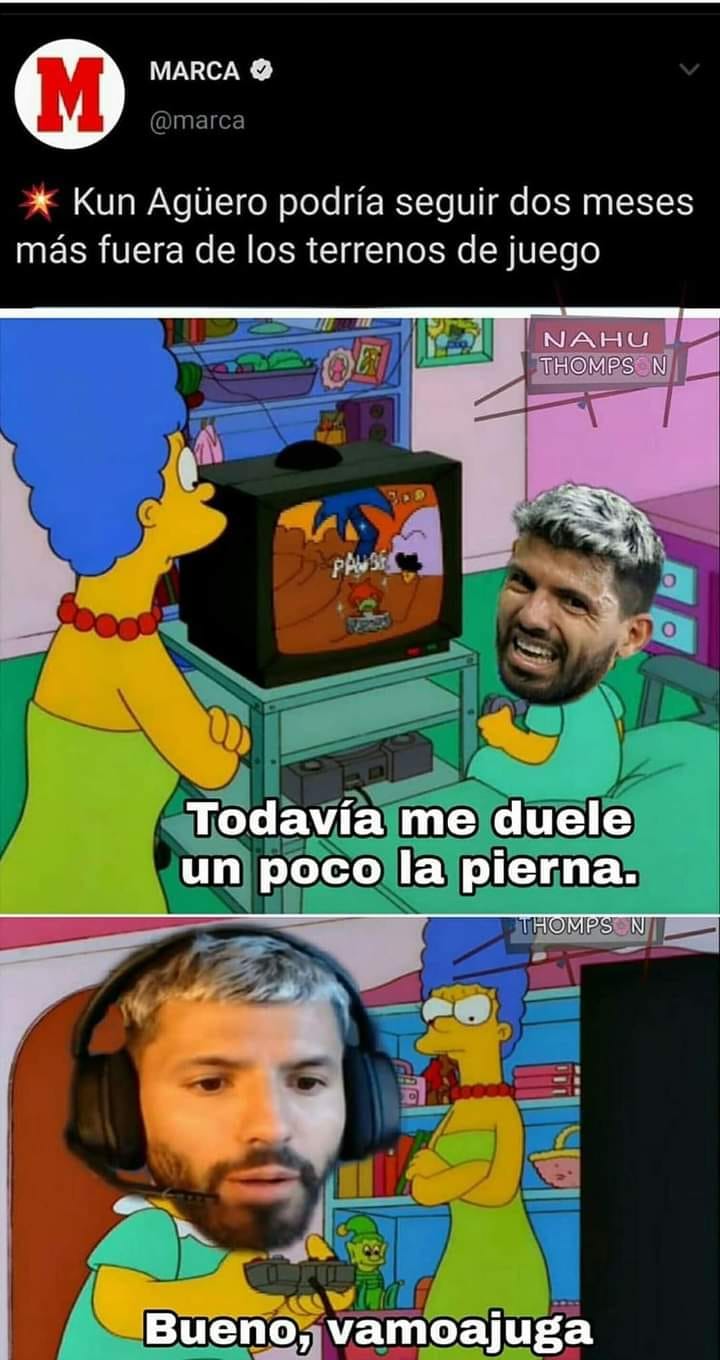 M
MARCA
@marca
Kun Agüero podría seguir dos meses
más fuera de los terrenos de juego
NAHU
THOMPSON
PAUSE
Todavía me duele
un poco la pierna.
THOMPSON
Bueno, vamoajuga